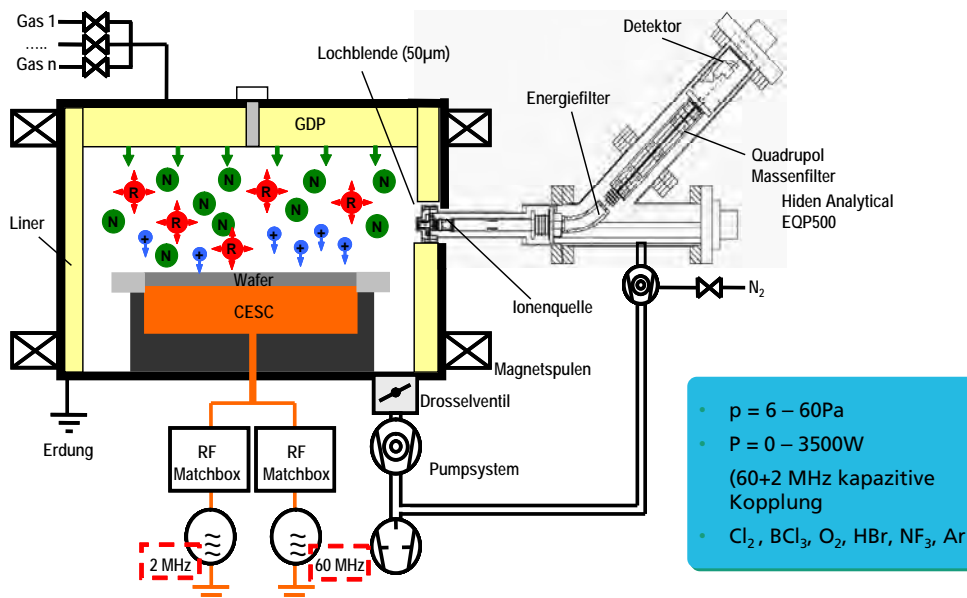 Gas 1
.....
Gas n
Lochblende (50µm)
Detektor
Energiefilter
Quadrupol
Massenfilter
Hiden Analytical
EQP500
GDP
N N N N N
R R R
N N N
R R
N
+ + + + + +
Liner
Wafer
CESC
Ionenquelle
N2
Magnetspulen
Drosselventil
Erdung
RF
Matchbox
RF
Matchbox
Pumpsystem
2 MHz
60 MHz
• p = 6 – 60Pa
• P = 0 – 3500W
(60+2 MHz kapazitive
Kopplung
• Cl2 , BCl3, O2, HBr, NF3, Ar